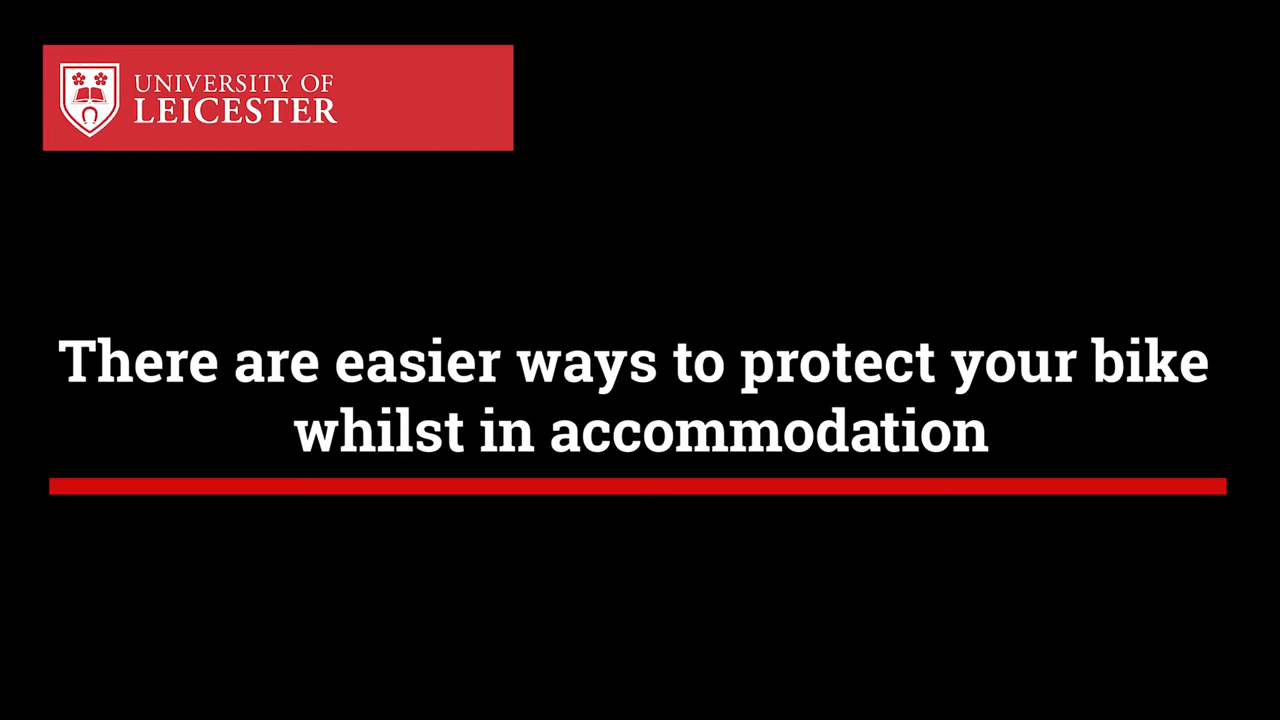 UNIVERSITY OF
LEICESTER
There are easier ways to protect your bike
whilst in accommodation